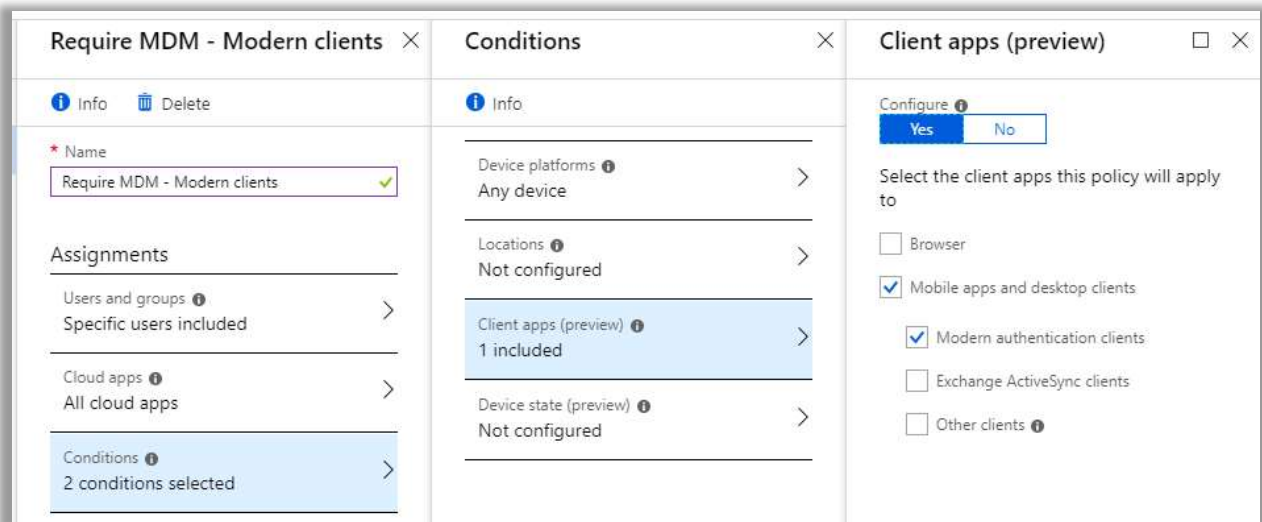 Require MDM - Modern clients
Info Delete
* Name
Require MDM - Modern clients
Assignments
Users and groups
Specific users included
Cloud apps
All cloud apps
Conditions
2 conditions selected
Conditions
Info
Device platforms
Any device
Locations
Not configured
Client apps (preview)
1 included
Device state (preview)
Not configured
Client apps (preview)
Configure
Yes No
Select the client apps this policy will apply
to
Browser
Mobile apps and desktop clients
Modern authentication clients
Exchange ActiveSync clients
Other clients